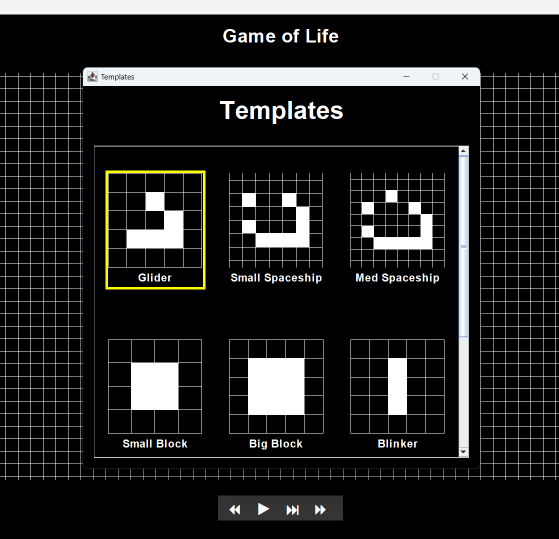 Game of Life
Templates
Templates
Glider
Small Spaceship
Med Spaceship
Small Block
Big Block
Blinker